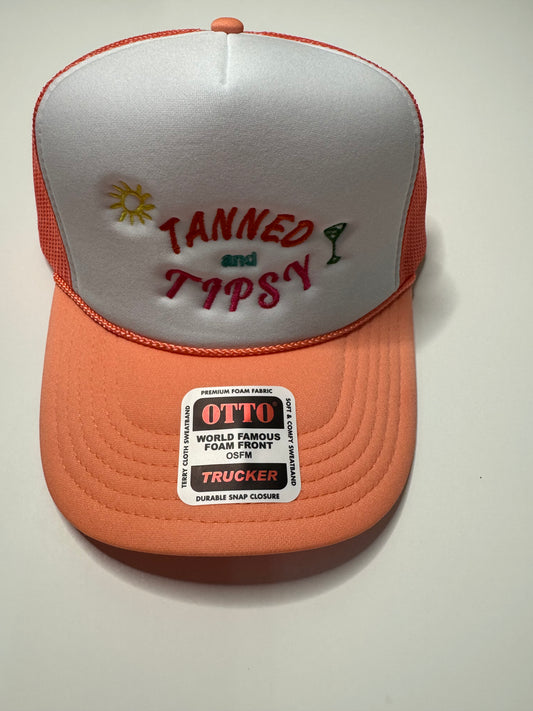 TANNED
and
TIPSY
PREMIUM FOAM FABRIC
TERRY CLOTH SWEATBAND
OTTO®
WORLD FAMOUS
FOAM FRONT
OSFM
TRUCKER
SOFT & COMFY SWEATBAND
DURABLE SNAP CLOSURE